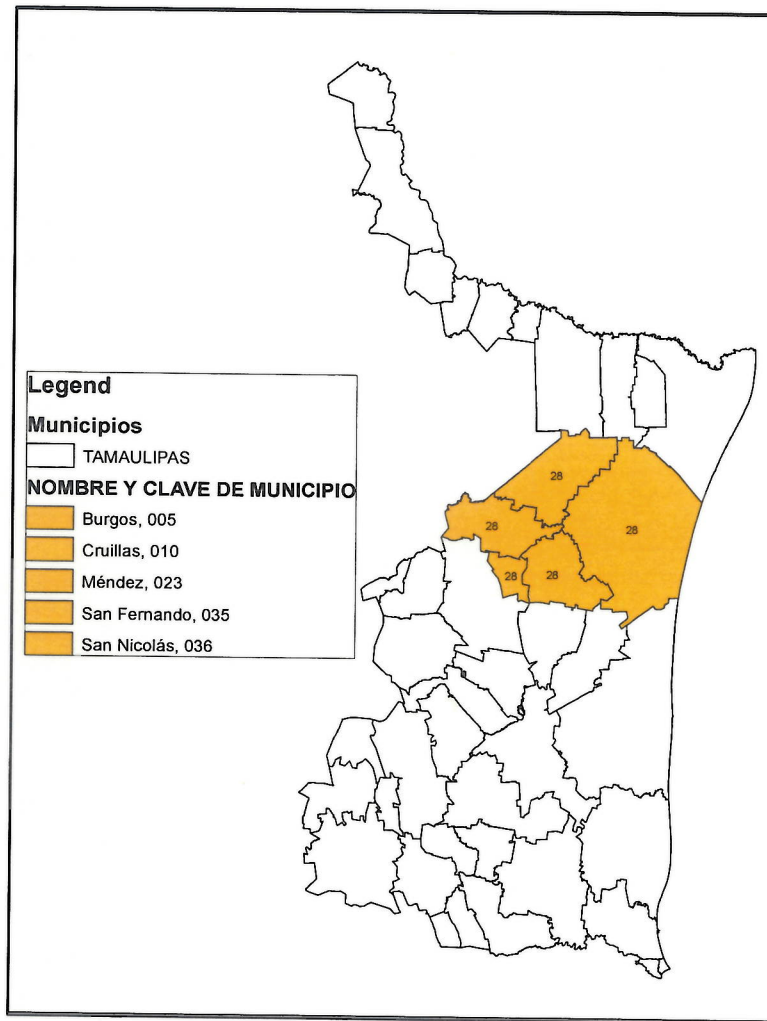 Legend
Municipios
TAMAULIPAS
NOMBRE Y CLAVE DE MUNICIPIO
Burgos, 005
Cruillas, 010
Méndez, 023
San Fernando, 035
San Nicolás, 036
28
28
28
28
28